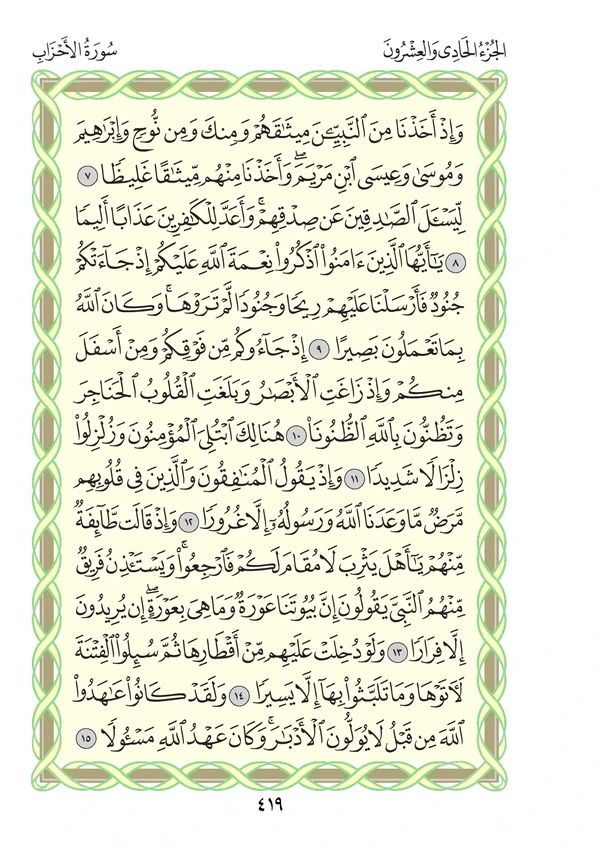 الجُزْءُ الحَادِى وَالعِشْرُونَ
سُورَةُ الأَحْزَابِ
وَإِذْ أَخَذْنَا مِنَ ٱلنَّبِيِّـۧنَ مِيثَٰقَهُمْ وَمِنكَ وَمِن نُّوحٍ وَإِبْرَٰهِيمَ
وَمُوسَىٰ وَعِيسَى ٱبْنِ مَرْيَمَۖ وَأَخَذْنَا مِنْهُم مِّيثَٰقًا غَلِيظًا ٧
لِّيَسْـَٔلَ ٱلصَّٰدِقِينَ عَن صِدْقِهِمْۚ وَأَعَدَّ لِلْكَٰفِرِينَ عَذَابًا أَلِيمًا
٨ يَٰٓأَيُّهَا ٱلَّذِينَ ءَامَنُوا۟ ٱذْكُرُوا۟ نِعْمَةَ ٱللَّهِ عَلَيْكُمْ إِذْ جَآءَتْكُمْ
جُنُودٌ فَأَرْسَلْنَا عَلَيْهِمْ رِيحًا وَجُنُودًا لَّمْ تَرَوْهَاۚ وَكَانَ ٱللَّهُ
بِمَا تَعْمَلُونَ بَصِيرًا ٩ إِذْ جَآءُوكُم مِّن فَوْقِكُمْ وَمِنْ أَسْفَلَ
مِنكُمْ وَإِذْ زَاغَتِ ٱلْأَبْصَٰرُ وَبَلَغَتِ ٱلْقُلُوبُ ٱلْحَنَاجِرَ
وَتَظُنُّونَ بِٱللَّهِ ٱلظُّنُونَا۠ ١٠ هُنَالِكَ ٱبْتُلِىَ ٱلْمُؤْمِنُونَ وَزُلْزِلُوا۟
زِلْزَالًا شَدِيدًا ١١ وَإِذْ يَقُولُ ٱلْمُنَٰفِقُونَ وَٱلَّذِينَ فِى قُلُوبِهِم
مَّرَضٌ مَّا وَعَدَنَا ٱللَّهُ وَرَسُولُهُۥٓ إِلَّا غُرُورًا ١٢ وَإِذْ قَالَت طَّآئِفَةٌ
مِّنْهُمْ يَٰٓأَهْلَ يَثْرِبَ لَا مُقَامَ لَكُمْ فَٱرْجِعُوا۟ۚ وَيَسْتَـْٔذِنُ فَرِيقٌ
مِّنْهُمُ ٱلنَّبِىَّ يَقُولُونَ إِنَّ بُيُوتَنَا عَوْرَةٌ وَمَا هِىَ بِعَوْرَةٍۖ إِن يُرِيدُونَ
إِلَّا فِرَارًا ١٣ وَلَوْ دُخِلَتْ عَلَيْهِم مِّنْ أَقْطَارِهَا ثُمَّ سُئِلُوا۟ ٱلْفِتْنَةَ
لَءَاتَوْهَا وَمَا تَلَبَّثُوا۟ بِهَآ إِلَّا يَسِيرًا ١٤ وَلَقَدْ كَانُوا۟ عَٰهَدُوا۟
ٱللَّهَ مِن قَبْلُ لَا يُوَلُّونَ ٱلْأَدْبَٰرَۚ وَكَانَ عَهْدُ ٱللَّهِ مَسْـُٔولًا ١٥
٤١٩